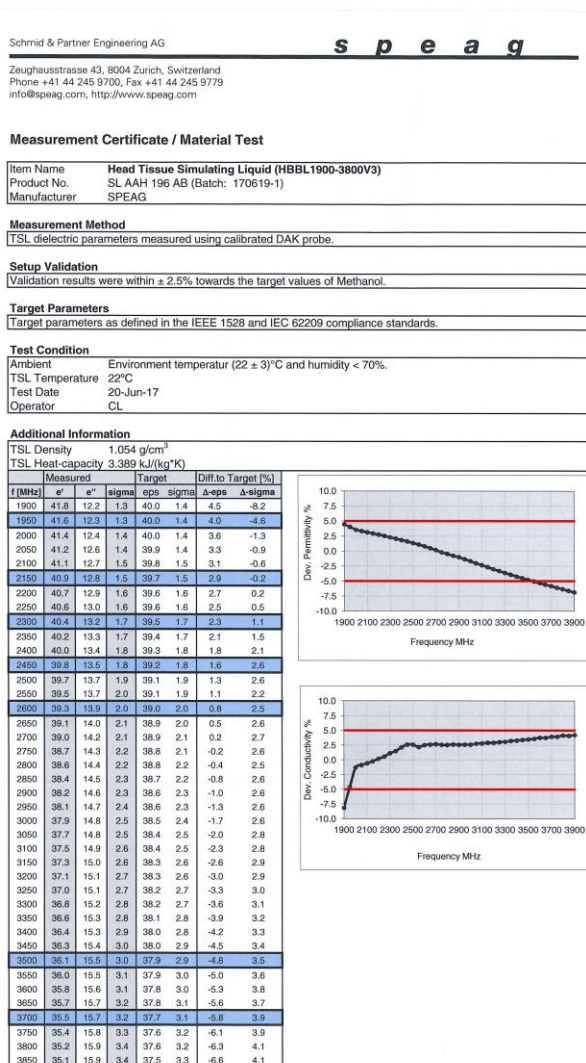 Schmid & Partner Engineering AG
s p e a g
Zeughausstrasse 43, 8004 Zurich, Switzerland
Phone +41 44 245 9700, Fax +41 44 245 9779
info@speag.com, http://www.speag.com
Measurement Certificate / Material Test
Item Name Head Tissue Simulating Liquid (HBBL1900-3800V3)
Product No. SL AAH 196 AB (Batch: 170619-1)
Manufacturer SPEAG
Measurement Method
TSL dielectric parameters measured using calibrated DAK probe.
Setup Validation
Validation results were within ± 2.5% towards the target values of Methanol.
Target Parameters
Target parameters as defined in the IEEE 1528 and IEC 62209 compliance standards.
Test Condition
Ambient Environment temperatur (22 ± 3)°C and humidity < 70%.
TSL Temperature 22°C
Test Date 20-Jun-17
Operator CL
Additional Information
TSL Density 1.054 g/cm³
TSL Heat-capacity 3.389 kJ/(kg*K)
Measured Target Diff.to Target [%]
f [MHz] e' e" sigma eps sigma Δ-eps Δ-sigma
1900 41.8 12.2 1.3 40.0 1.4 4.5 -8.2
1950 41.6 12.3 1.3 40.0 1.4 4.0 -4.6
2000 41.4 12.4 1.4 40.0 1.4 3.6 -1.3
2050 41.2 12.6 1.4 39.9 1.4 3.3 -0.9
2100 41.1 12.7 1.5 39.8 1.5 3.1 -0.6
2150 40.9 12.8 1.5 39.7 1.5 2.9 -0.2
2200 40.7 12.9 1.6 39.6 1.6 2.7 0.2
2250 40.6 13.0 1.6 39.6 1.6 2.5 0.5
2300 40.4 13.2 1.7 39.5 1.7 2.3 1.1
2350 40.2 13.3 1.7 39.4 1.7 2.1 1.5
2400 40.0 13.4 1.8 39.3 1.8 1.8 2.1
2450 39.8 13.5 1.8 39.2 1.8 1.6 2.6
2500 39.7 13.7 1.9 39.1 1.9 1.3 2.6
2550 39.5 13.7 2.0 39.1 1.9 1.1 2.2
2600 39.3 13.9 2.0 39.0 2.0 0.8 2.5
2650 39.1 14.0 2.1 38.9 2.0 0.5 2.6
2700 39.0 14.2 2.1 38.9 2.1 0.2 2.7
2750 38.7 14.3 2.2 38.8 2.1 -0.2 2.6
2800 38.6 14.4 2.2 38.8 2.2 -0.4 2.5
2850 38.4 14.5 2.3 38.7 2.2 -0.8 2.6
2900 38.2 14.6 2.3 38.6 2.3 -1.0 2.6
2950 38.1 14.7 2.4 38.6 2.3 -1.3 2.6
3000 37.9 14.8 2.5 38.5 2.4 -1.7 2.6
3050 37.7 14.8 2.5 38.4 2.5 -2.0 2.8
3100 37.5 14.9 2.6 38.4 2.5 -2.3 2.8
3150 37.3 15.0 2.6 38.3 2.6 -2.6 2.9
3200 37.1 15.1 2.7 38.3 2.6 -3.0 2.9
3250 37.0 15.1 2.7 38.2 2.7 -3.3 3.0
3300 36.8 15.2 2.8 38.2 2.7 -3.6 3.1
3350 36.6 15.3 2.8 38.1 2.8 -3.9 3.2
3400 36.4 15.3 2.9 38.0 2.8 -4.2 3.3
3450 36.3 15.4 3.0 38.0 2.9 -4.5 3.4
3500 36.1 15.5 3.0 37.9 2.9 -4.8 3.5
3550 36.0 15.5 3.1 37.9 3.0 -5.0 3.6
3600 35.8 15.6 3.1 37.8 3.0 -5.3 3.8
3650 35.7 15.7 3.2 37.8 3.1 -5.6 3.7
3700 35.5 15.7 3.2 37.7 3.1 -5.8 3.9
3750 35.4 15.8 3.3 37.6 3.2 -6.1 3.9
3800 35.2 15.9 3.4 37.6 3.2 -6.3 4.1
3850 35.1 15.9 3.4 37.5 3.3 -6.6 4.1
Dev. Permittivity %
10.0
7.5
5.0
2.5
0.0
-2.5
-5.0
-7.5
-10.0
1900 2100 2300 2500 2700 2900 3100 3300 3500 3700 3900
Frequency MHz
Dev. Conductivity %
10.0
7.5
5.0
2.5
0.0
-2.5
-5.0
-7.5
-10.0
1900 2100 2300 2500 2700 2900 3100 3300 3500 3700 3900
Frequency MHz